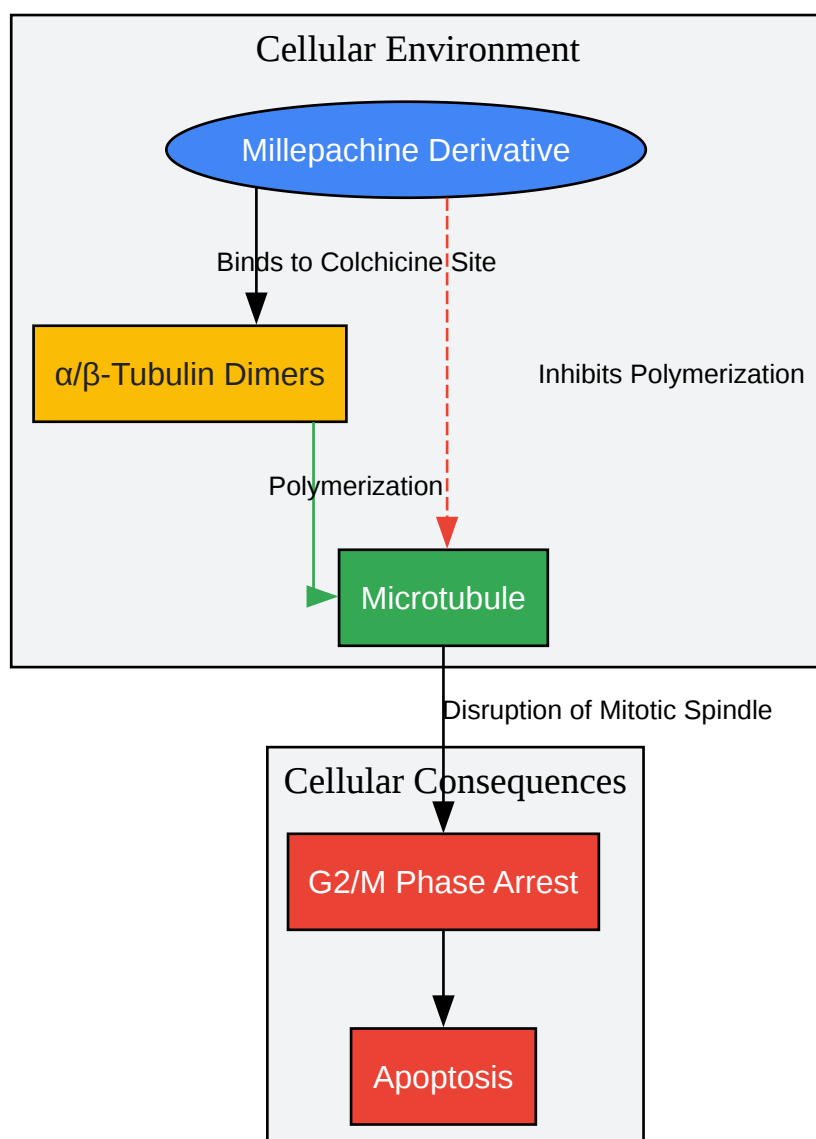 Cellular Environment
Millepachine Derivative
Binds to Colchicine Site
α/β-Tubulin Dimers
Inhibits Polymerization
Polymerization
Microtubule
Disruption of Mitotic Spindle
Cellular Consequences
G2/M Phase Arrest
Apoptosis